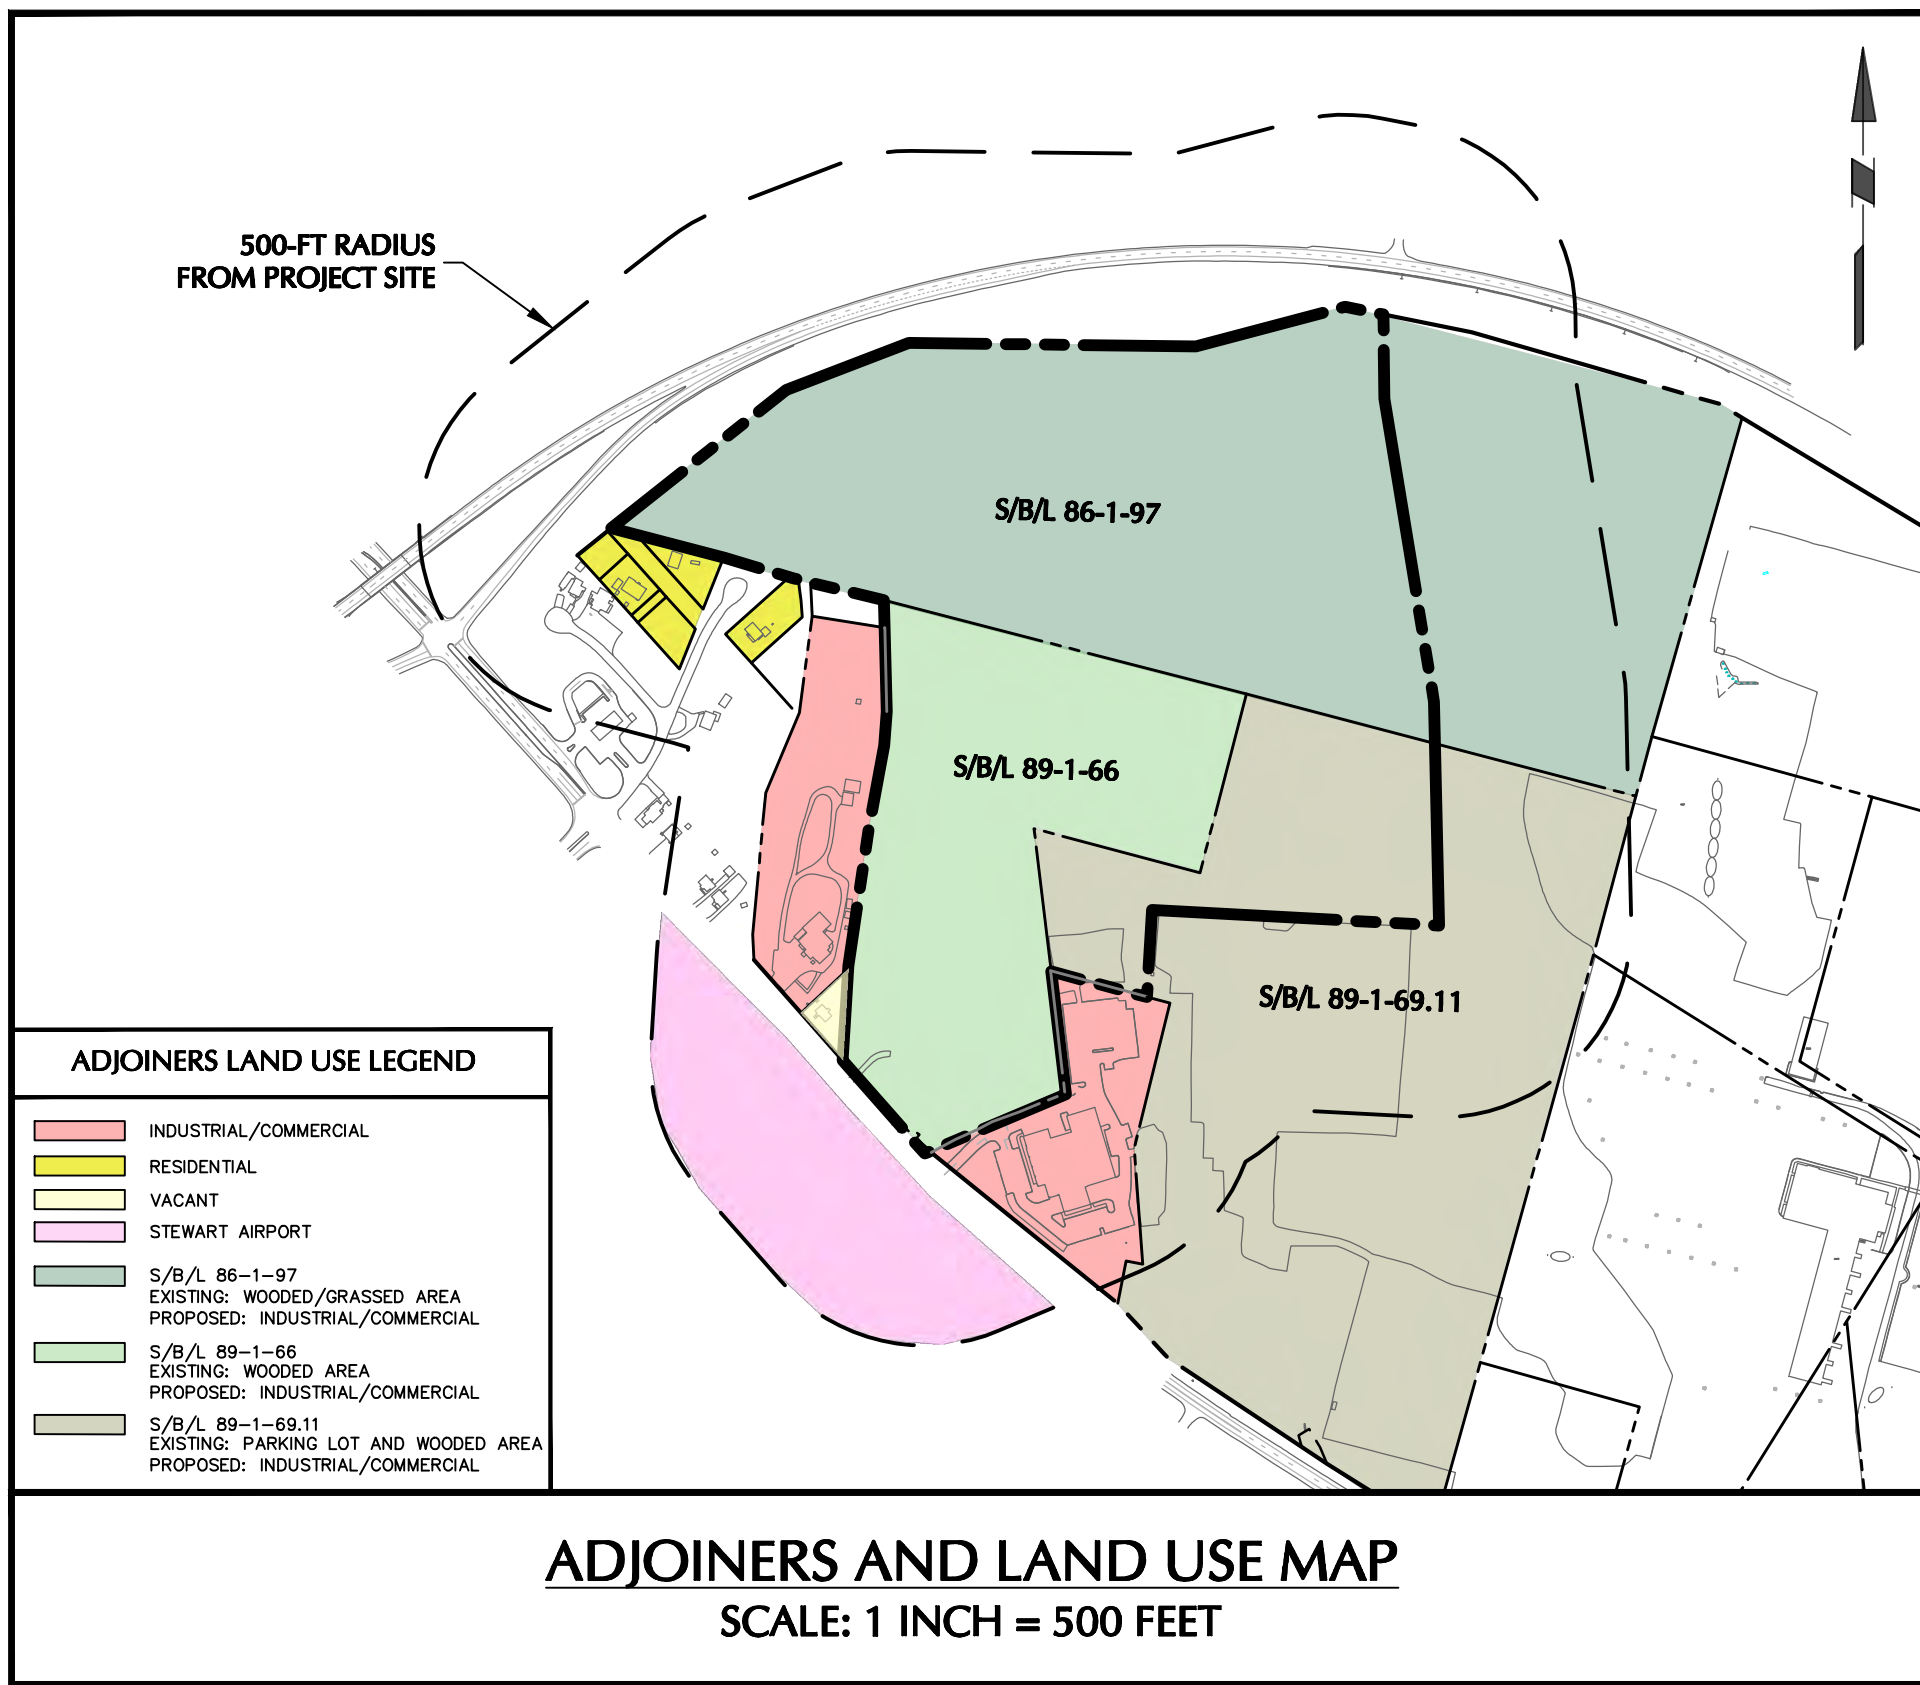 500-FT RADIUS
FROM PROJECT SITE
S/B/L 86-1-97
S/B/L 89-1-66
S/B/L 89-1-69.11
ADJOINERS LAND USE LEGEND
INDUSTRIAL/COMMERCIAL
RESIDENTIAL
VACANT
STEWART AIRPORT
S/B/L 86-1-97
EXISTING: WOODED/GRASSED AREA
PROPOSED: INDUSTRIAL/COMMERCIAL
S/B/L 89-1-66
EXISTING: WOODED AREA
PROPOSED: INDUSTRIAL/COMMERCIAL
S/B/L 89-1-69.11
EXISTING: PARKING LOT AND WOODED AREA
PROPOSED: INDUSTRIAL/COMMERCIAL
ADJOINERS AND LAND USE MAP
SCALE: 1 INCH = 500 FEET